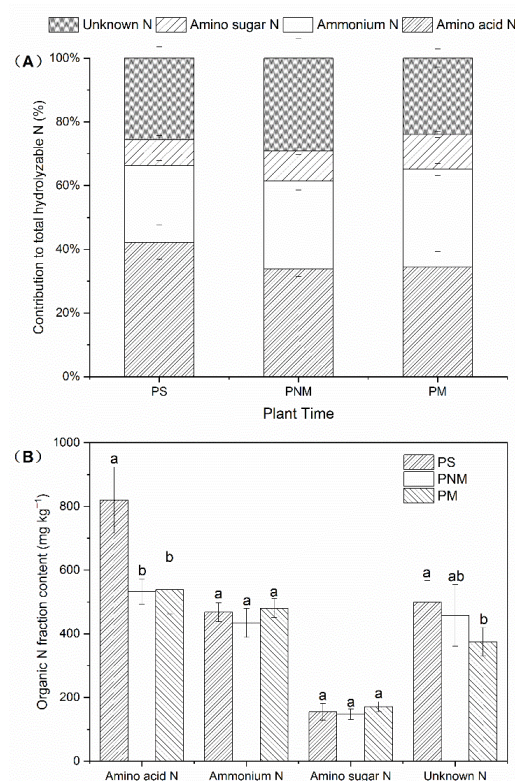 Unknown N Amino sugar N Ammonium N Amino acid N
(A)
100%
80%
60%
40%
20%
0%
Contribution to total hydrolyzable N (%)
PS PNM PM
Plant Time
(B)
1000
800
600
400
200
0
Organic N fraction content (mg kg⁻¹)
PS
PNM
PM
a b b
a a a
a a a
a ab b
Amino acid N Ammonium N Amino sugar N Unknown N